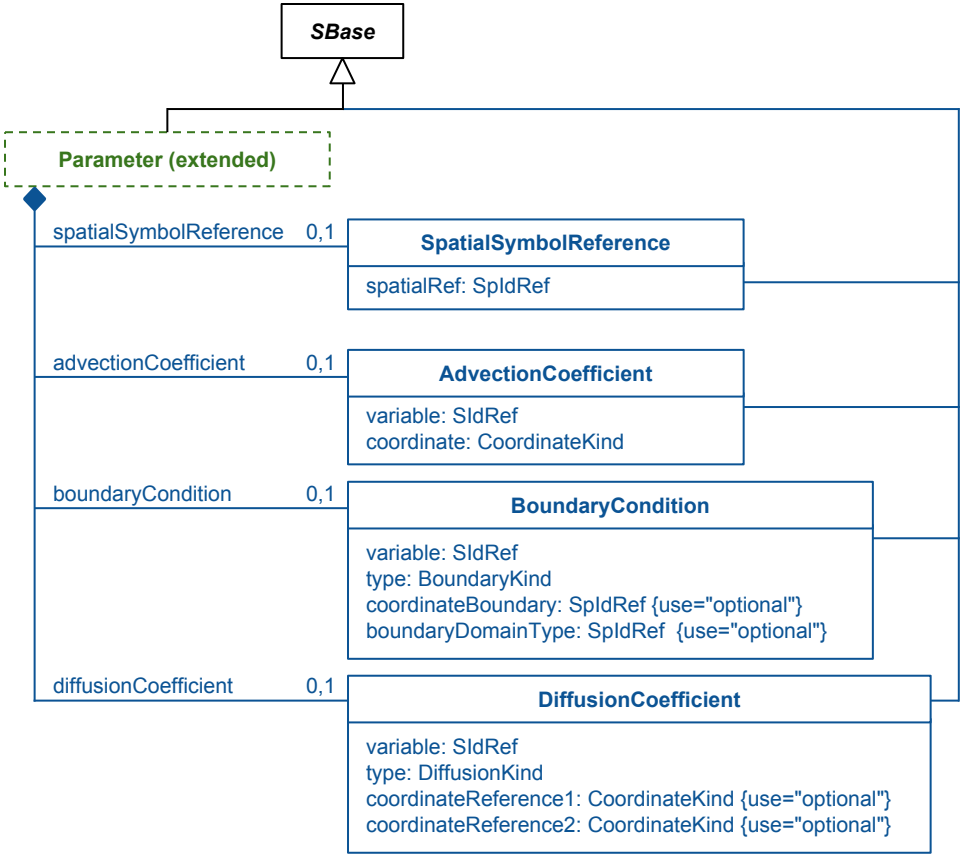 SBase
Parameter (extended)
spatialSymbolReference 0,1
SpatialSymbolReference
spatialRef: SpIdRef
advectionCoefficient 0,1
AdvectionCoefficient
variable: SIdRef
coordinate: CoordinateKind
boundaryCondition 0,1
BoundaryCondition
variable: SIdRef
type: BoundaryKind
coordinateBoundary: SpIdRef {use="optional"}
boundaryDomainType: SpIdRef {use="optional"}
diffusionCoefficient 0,1
DiffusionCoefficient
variable: SIdRef
type: DiffusionKind
coordinateReference1: CoordinateKind {use="optional"}
coordinateReference2: CoordinateKind {use="optional"}